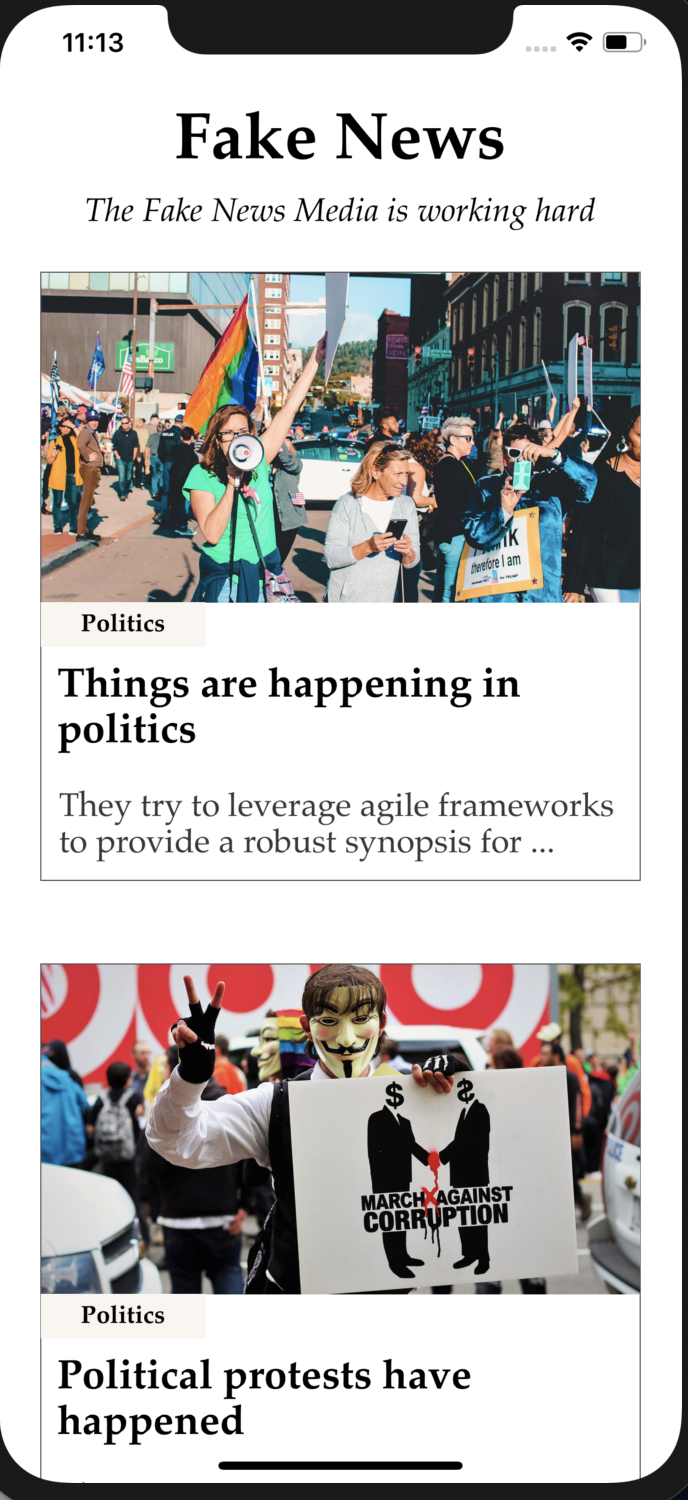 11:13
Fake News
The Fake News Media is working hard
therefore I am
Politics
Things are happening in
politics
They try to leverage agile frameworks
to provide a robust synopsis for ...
$ $
MARCH AGAINST
CORRUPTION
Politics
Political protests have
happened